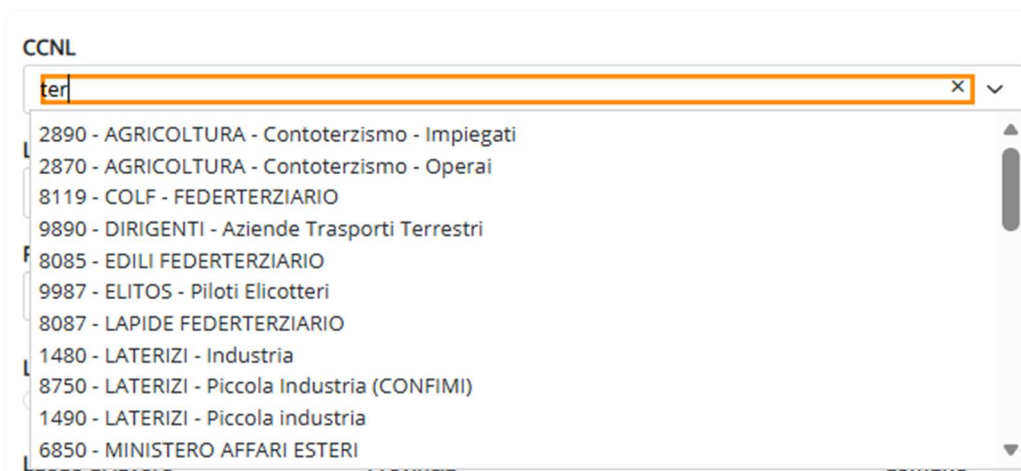 CCNL
ter
2890 - AGRICOLTURA - Contoterzismo - Impiegati
2870 - AGRICOLTURA - Contoterzismo - Operai
8119 - COLF - FEDERTERZIARIO
9890 - DIRIGENTI - Aziende Trasporti Terrestri
8085 - EDILI FEDERTERZIARIO
9987 - ELITOS - Piloti Elicotteri
8087 - LAPIDE FEDERTERZIARIO
1480 - LATERIZI - Industria
8750 - LATERIZI - Piccola Industria (CONFIMI)
1490 - LATERIZI - Piccola industria
6850 - MINISTERO AFFARI ESTERI